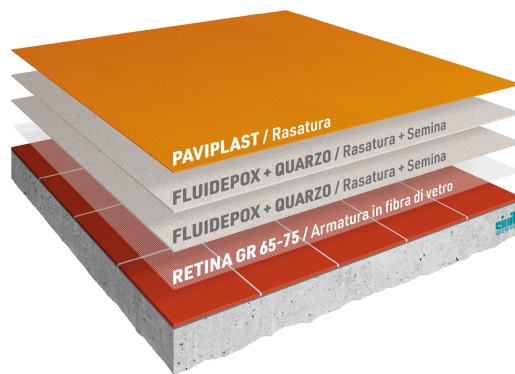 PAVIPLAST / Rasatura
FLUIDEPOX + QUARZO / Rasatura + Semina
FLUIDEPOX + QUARZO / Rasatura + Semina
RETINA GR 65-75 / Armatura in fibra di vetro